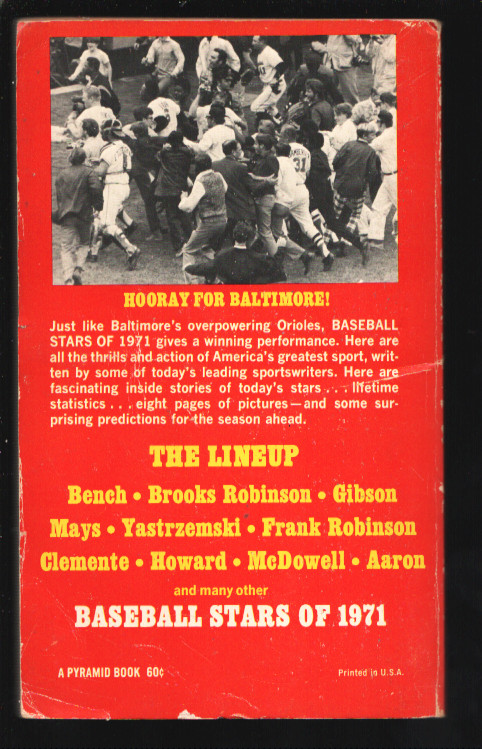 HOORAY FOR BALTIMORE!
Just like Baltimore's overpowering Orioles, BASEBALL
STARS OF 1971 gives a winning performance. Here are
all the thrills and action of America's greatest sport, writ-
ten by some of today's leading sportswriters. Here are
fascinating inside stories of today's stars . . . lifetime
statistics . . . eight pages of pictures—and some sur-
prising predictions for the season ahead.
THE LINEUP
Bench • Brooks Robinson • Gibson
Mays • Yastrzemski • Frank Robinson
Clemente • Howard • McDowell • Aaron
and many other
BASEBALL STARS OF 1971
A PYRAMID BOOK 60¢
Printed in U.S.A.